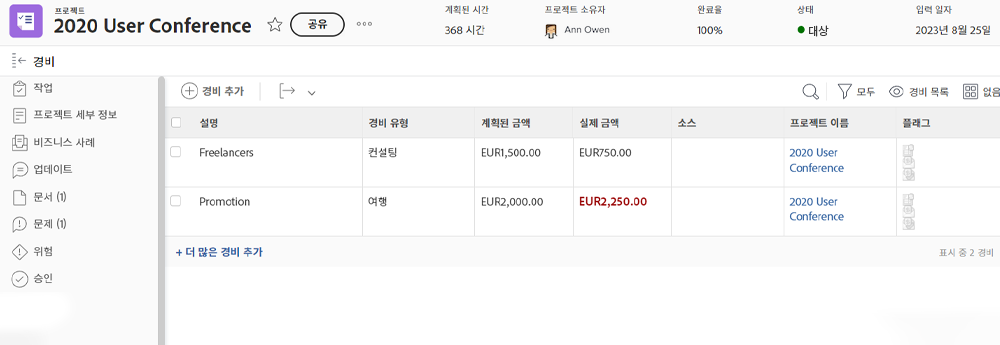 프로젝트
2020 User Conference
공유
계획된 시간
368 시간
프로젝트 소유자
Ann Owen
완료율
100%
상태
대상
입력 일자
2023년 8월 25일
경비
작업
프로젝트 세부 정보
비즈니스 사례
업데이트
문서 (1)
문제 (1)
위험
승인
경비 추가
모두
경비 목록
없음
설명 경비 유형 계획된 금액 실제 금액 소스 프로젝트 이름 플래그
Freelancers 컨설팅 EUR1,500.00 EUR750.00 2020 User
Conference
Promotion 여행 EUR2,000.00 EUR2,250.00 2020 User
Conference
+ 더 많은 경비 추가
표시 중 2 경비